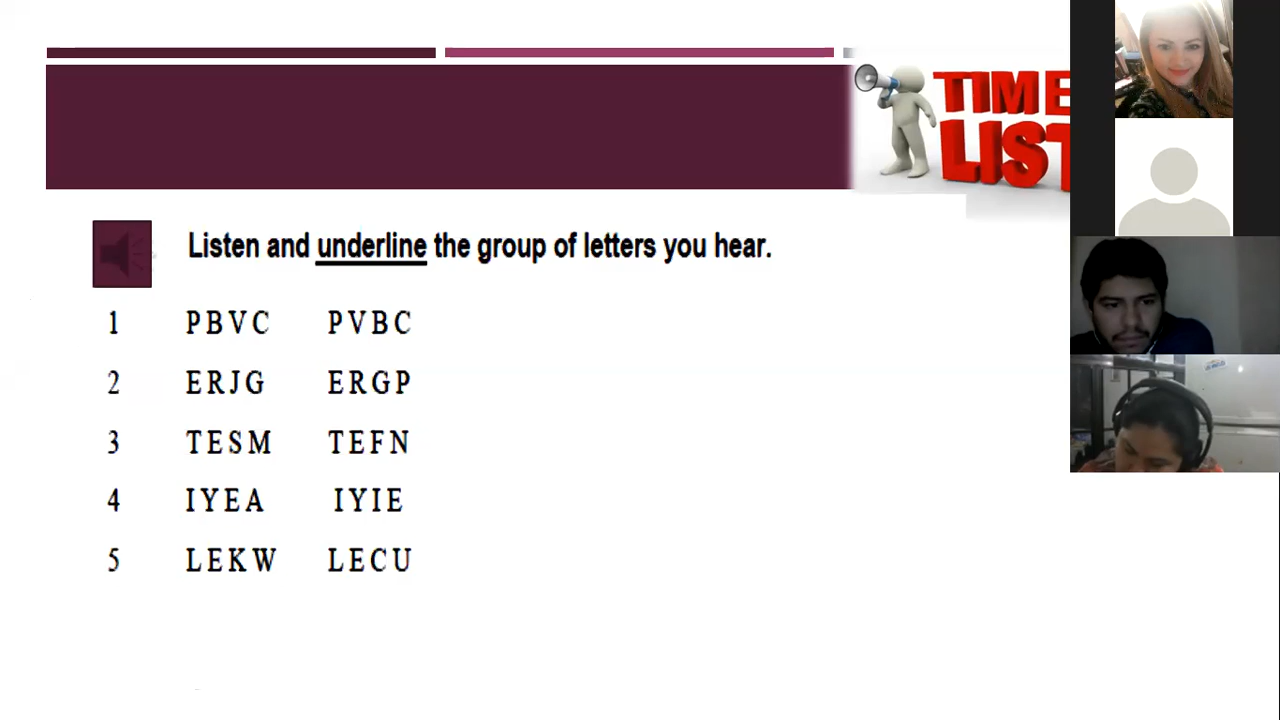 TIME
LIST
Listen and underline the group of letters you hear.
1 PBVC PVBC
2 ERJG ERGP
3 TESM TEFN
4 IYEA IYIE
5 LEKW LECU